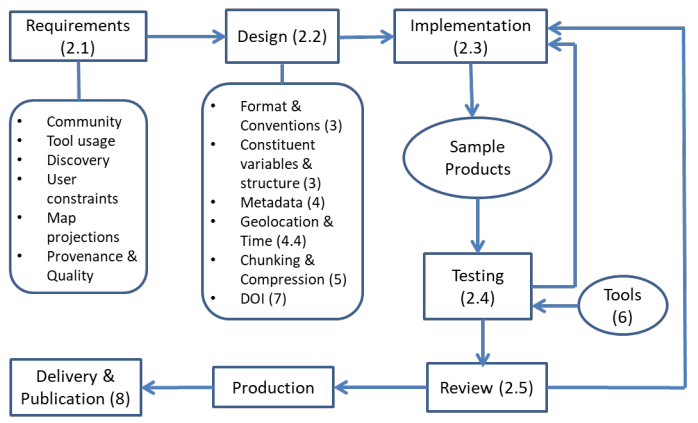 Requirements
(2.1)
Design (2.2)
Implementation
(2.3)
• Community
• Tool usage
• Discovery
• User
constraints
• Map
projections
• Provenance &
Quality
• Format &
Conventions (3)
• Constituent
variables &
structure (3)
• Metadata (4)
• Geolocation &
Time (4.4)
• Chunking &
Compression (5)
• DOI (7)
Sample
Products
Testing
(2.4)
Tools
(6)
Delivery &
Publication (8)
Production
Review (2.5)